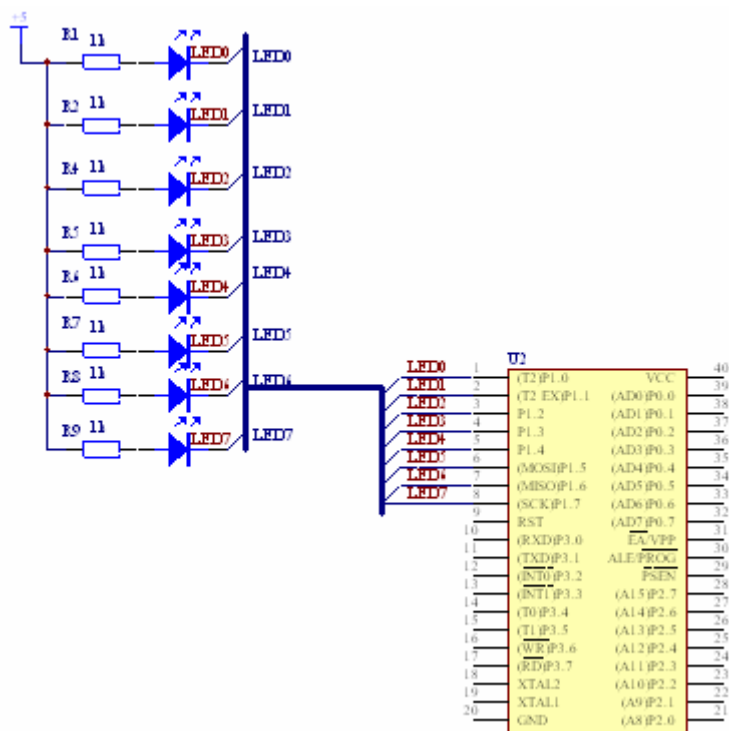 +5
R1 1k LED0 LED0
R2 1k LED1 LED1
R4 1k LED2 LED2
R5 1k LED3 LED3
R6 1k LED4 LED4
R7 1k LED5 LED5
R8 1k LED6 LED6
R9 1k LED7 LED7
U2
LED0 1 (T2)P1.0 VCC 40
LED1 2 (T2 EX)P1.1 (AD0)P0.0 39
LED2 3 P1.2 (AD1)P0.1 38
LED3 4 P1.3 (AD2)P0.2 37
LED4 5 P1.4 (AD3)P0.3 36
LED5 6 (MOSI)P1.5 (AD4)P0.4 35
LED6 7 (MISO)P1.6 (AD5)P0.5 34
LED7 8 (SCK)P1.7 (AD6)P0.6 33
9 RST (AD7)P0.7 32
10 (RXD)P3.0 EA/VPP 31
11 (TXD)P3.1 ALE/PROG 30
12 (INT0)P3.2 PSEN 29
13 (INT1)P3.3 (A15)P2.7 28
14 (T0)P3.4 (A14)P2.6 27
15 (T1)P3.5 (A13)P2.5 26
16 (WR)P3.6 (A12)P2.4 25
17 (RD)P3.7 (A11)P2.3 24
18 XTAL2 (A10)P2.2 23
19 XTAL1 (A9)P2.1 22
20 GND (A8)P2.0 21